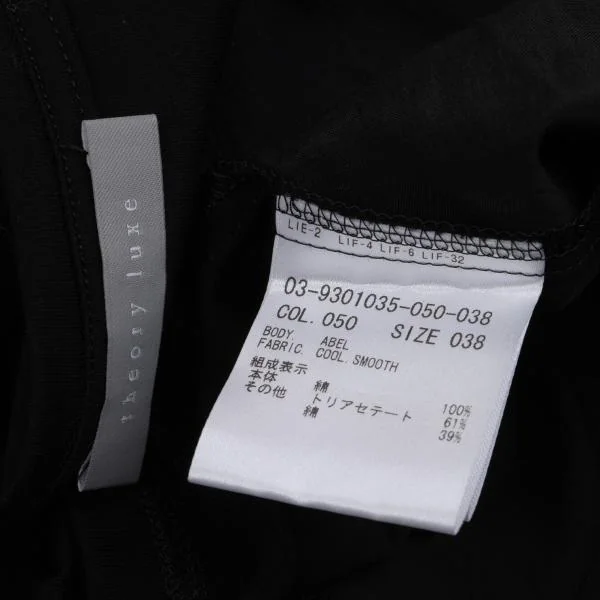 theory luxe
LIE-2 LIF-4 LIF-6 LIF-32
03-9301035-050-038
COL. 050 SIZE 038
BODY. ABEL
FABRIC. COOL. SMOOTH
組成表示
本体 綿 100%
その他 トリアセテート 61%
綿 39%